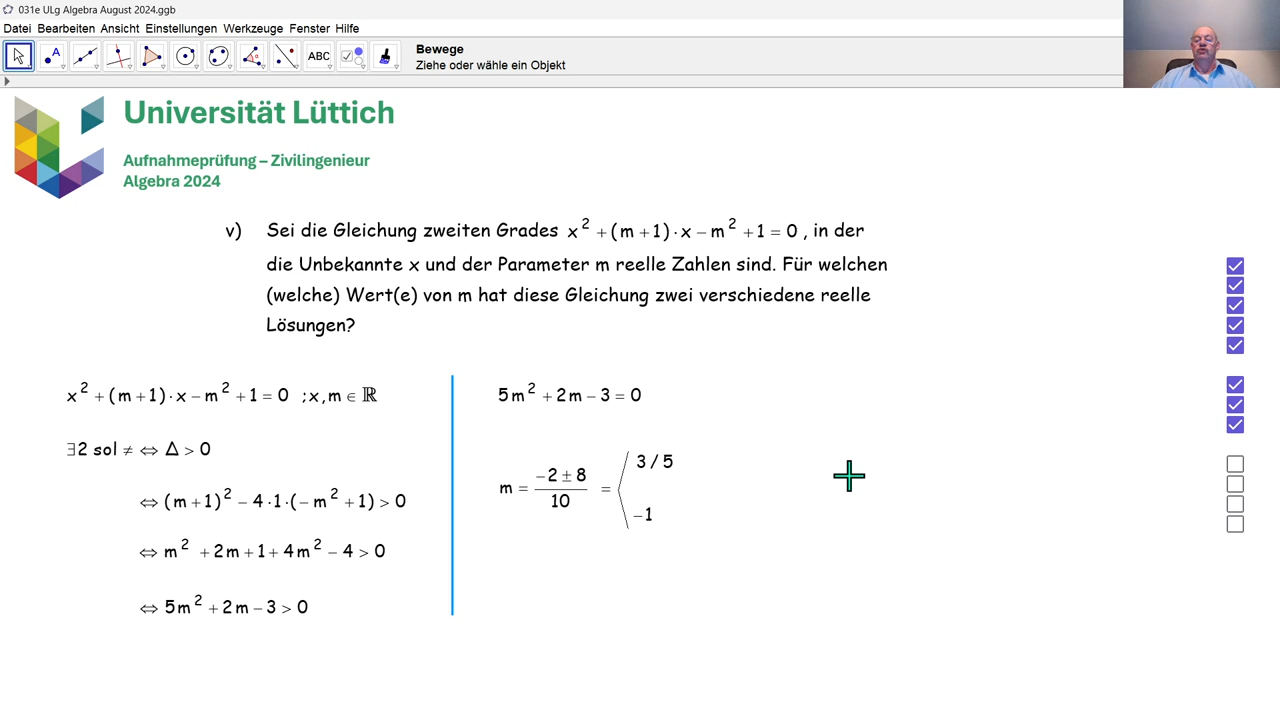 031e ULg Algebra August 2024.ggb
Datei Bearbeiten Ansicht Einstellungen Werkzeuge Fenster Hilfe
A
ABC
Bewege
Ziehe oder wähle ein Objekt
Universität Lüttich
Aufnahmeprüfung – Zivilingenieur
Algebra 2024
v) Sei die Gleichung zweiten Grades x² + (m + 1) · x − m² + 1 = 0 , in der
die Unbekannte x und der Parameter m reelle Zahlen sind. Für welchen
(welche) Wert(e) von m hat diese Gleichung zwei verschiedene reelle
Lösungen?
x² + (m + 1) · x − m² + 1 = 0 ; x , m ∈ ℝ
∃ 2 sol ≠ ⇔ Δ > 0
⇔ (m + 1)² − 4 · 1 · (− m² + 1) > 0
⇔ m² + 2m + 1 + 4m² − 4 > 0
⇔ 5m² + 2m − 3 > 0
5m² + 2m − 3 = 0
3 / 5
m = (−2 ± 8) / 10 =
−1